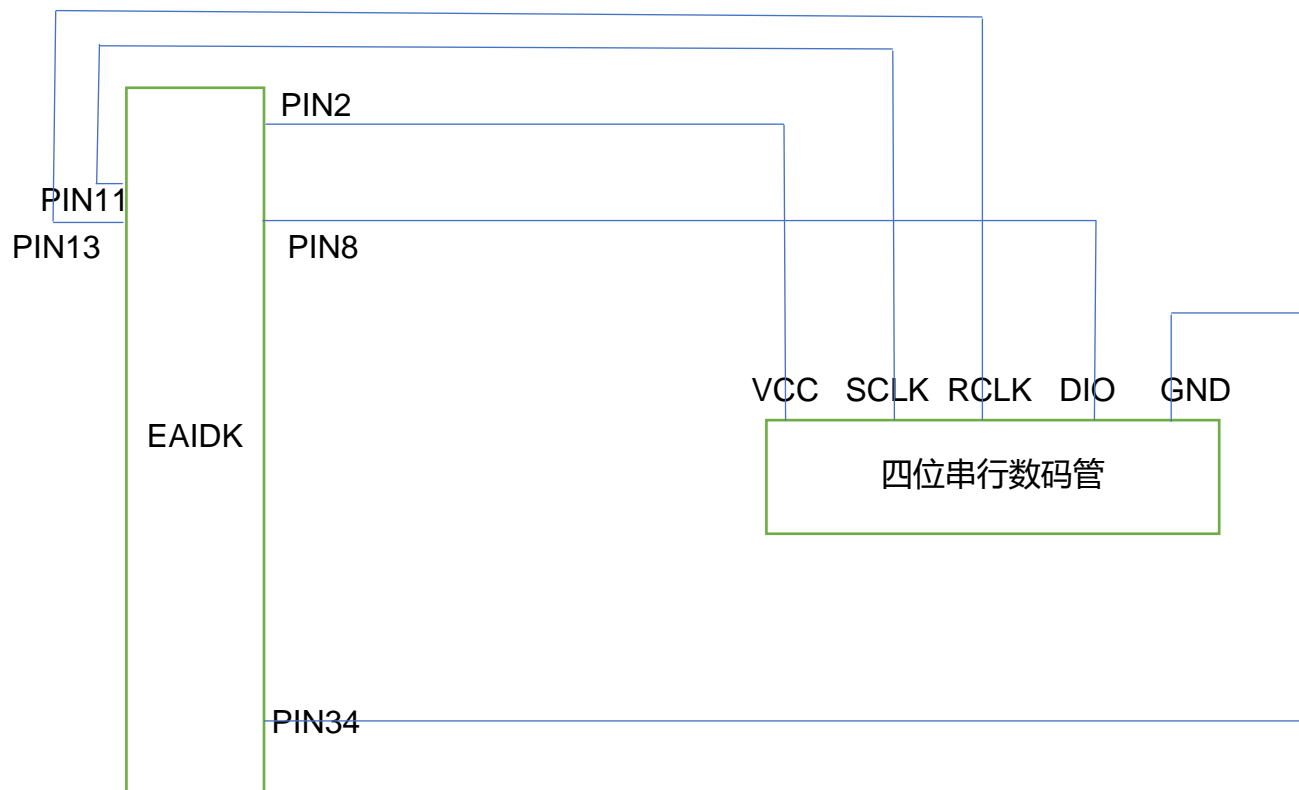 PIN2
PIN11
PIN13
PIN8
VCC SCLK RCLK DIO GND
EAIDK
四位串行数码管
PIN34